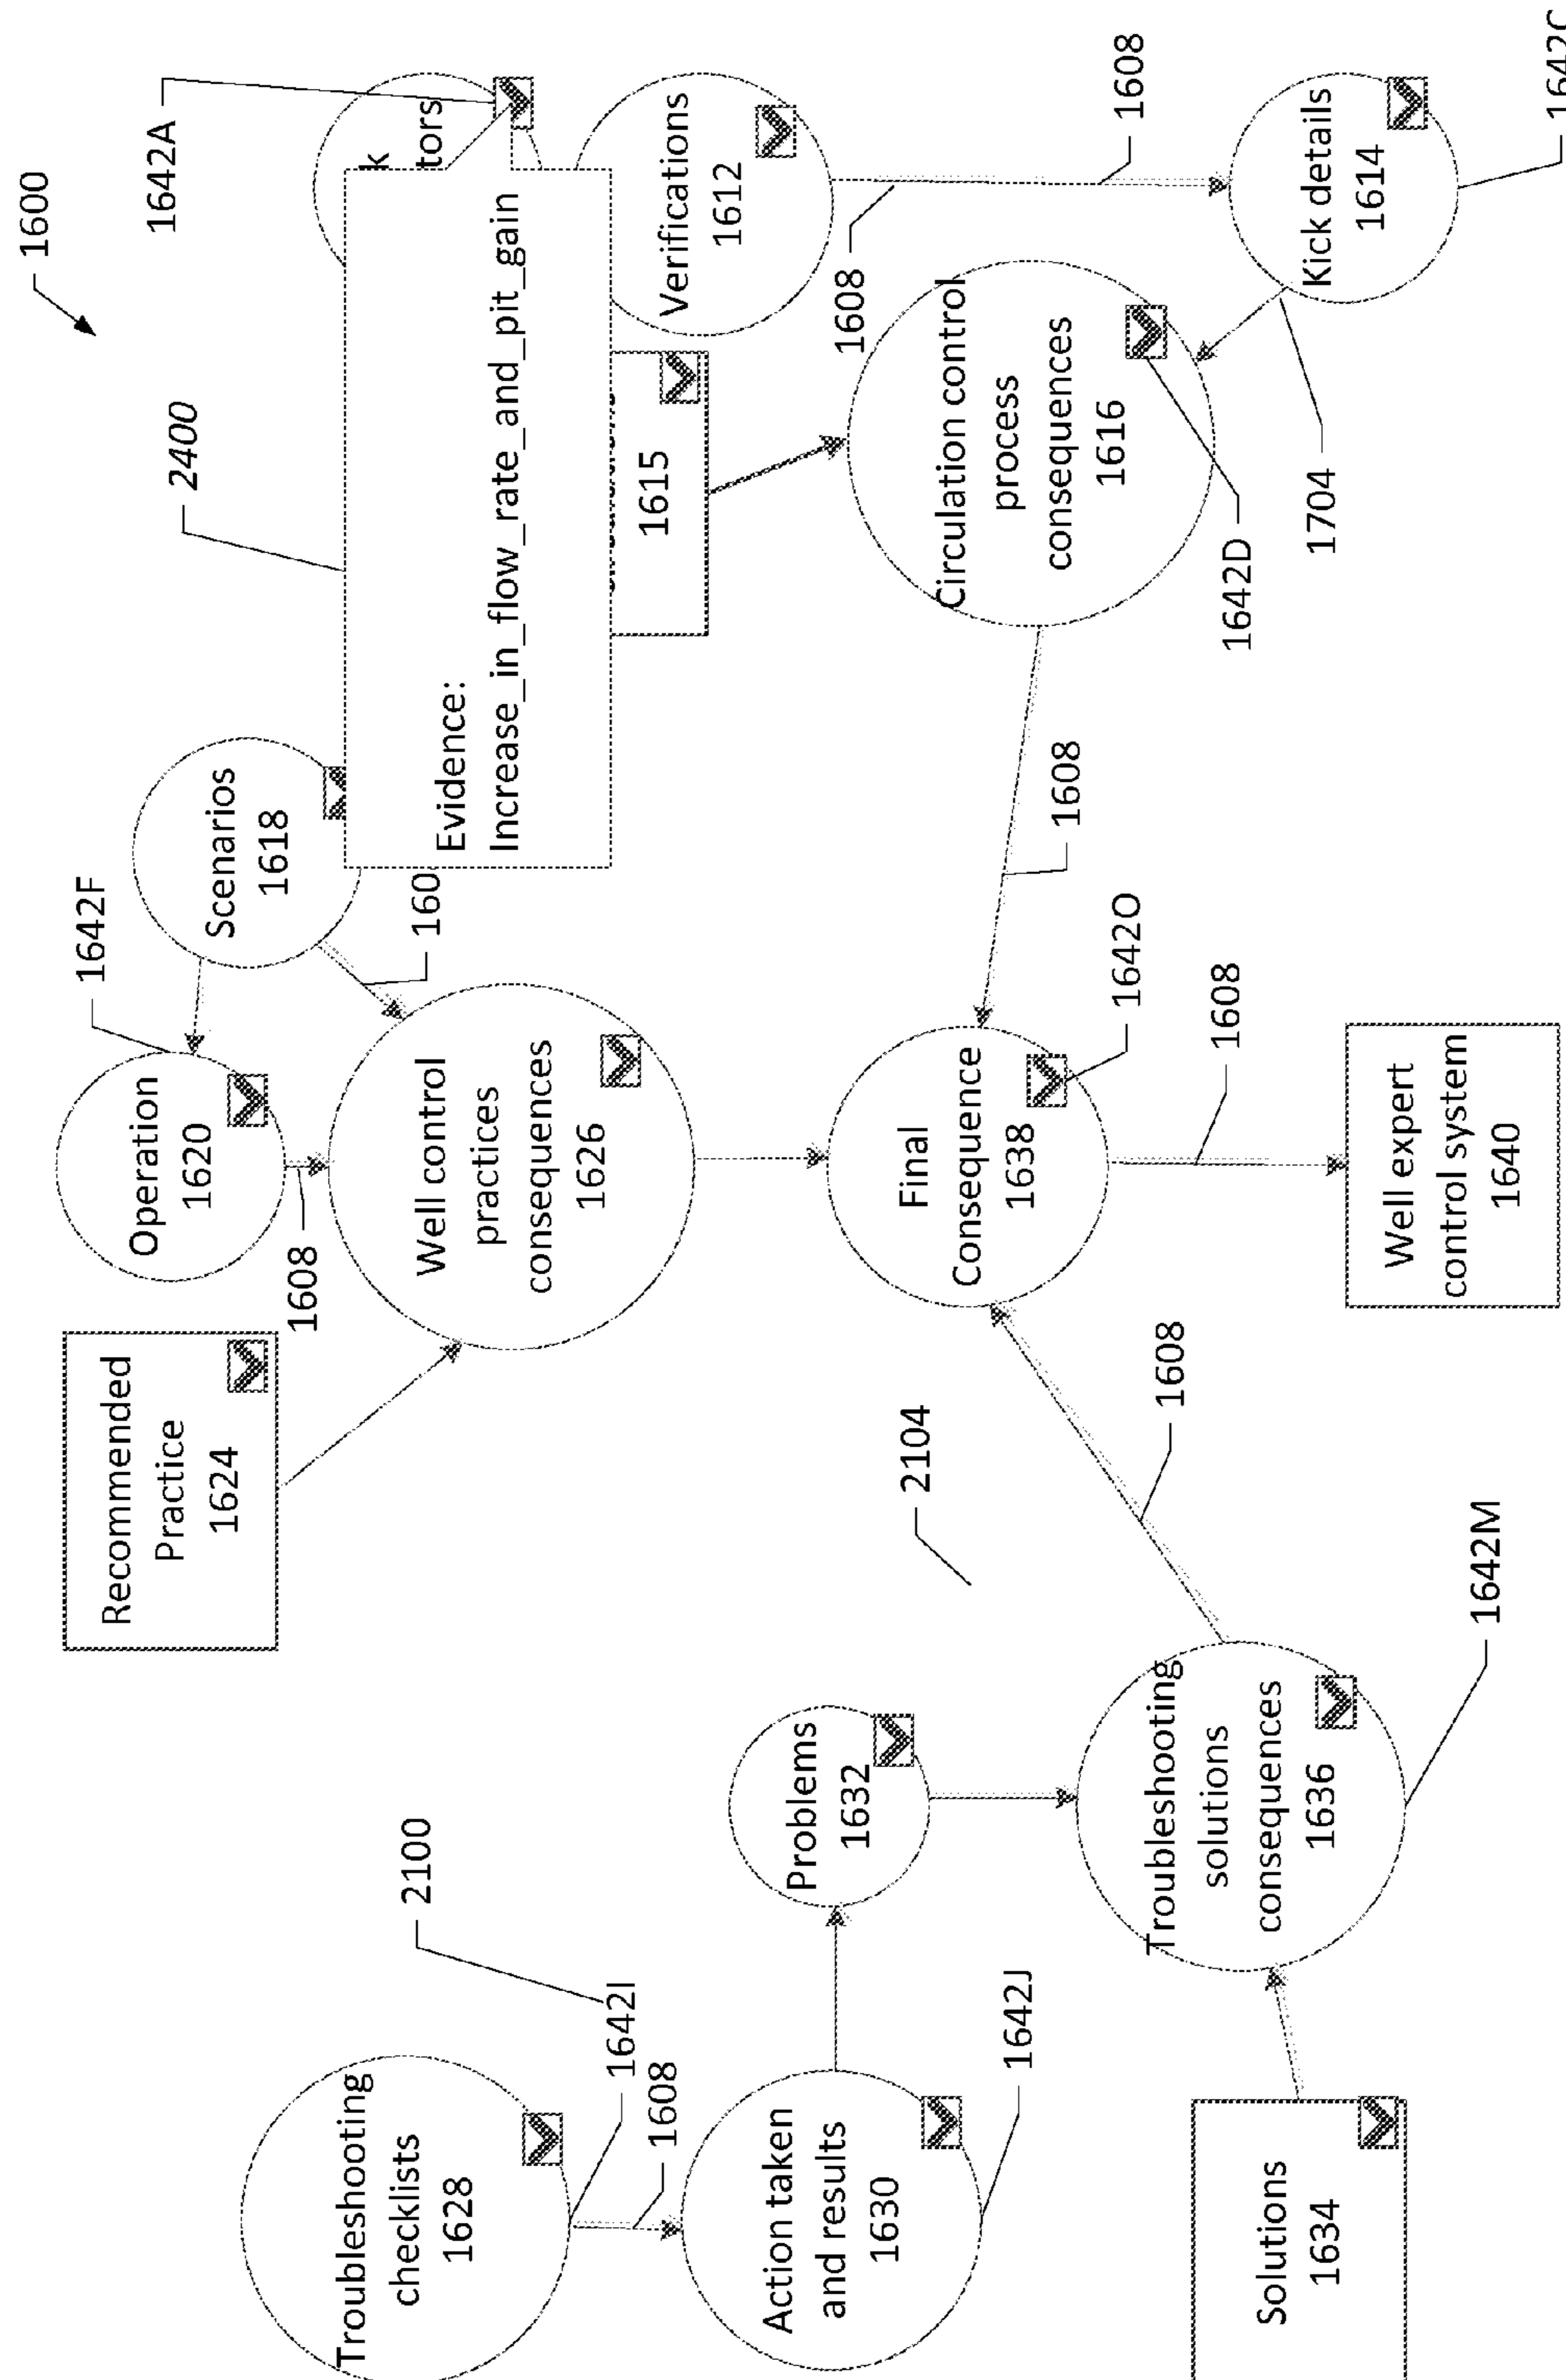 1600
2400
1642A
k
tors
Evidence:
Increase_in_flow_rate_and_pit_gain
Verifications
1612
1608
1608
Kick details
1614
1642C
1615
Circulation control
process
consequences
1616
1642D
1704
Scenarios
1618
160
1642F
Operation
1620
1608
Recommended
Practice
1624
Well control
practices
consequences
1626
1608
Final
Consequence
1638
1642O
1608
Well expert
control system
1640
1608
2104
2100
Troubleshooting
checklists
1628
1642I
1608
Action taken
and results
1630
1642J
Problems
1632
Troubleshooting
solutions
consequences
1636
1642M
Solutions
1634